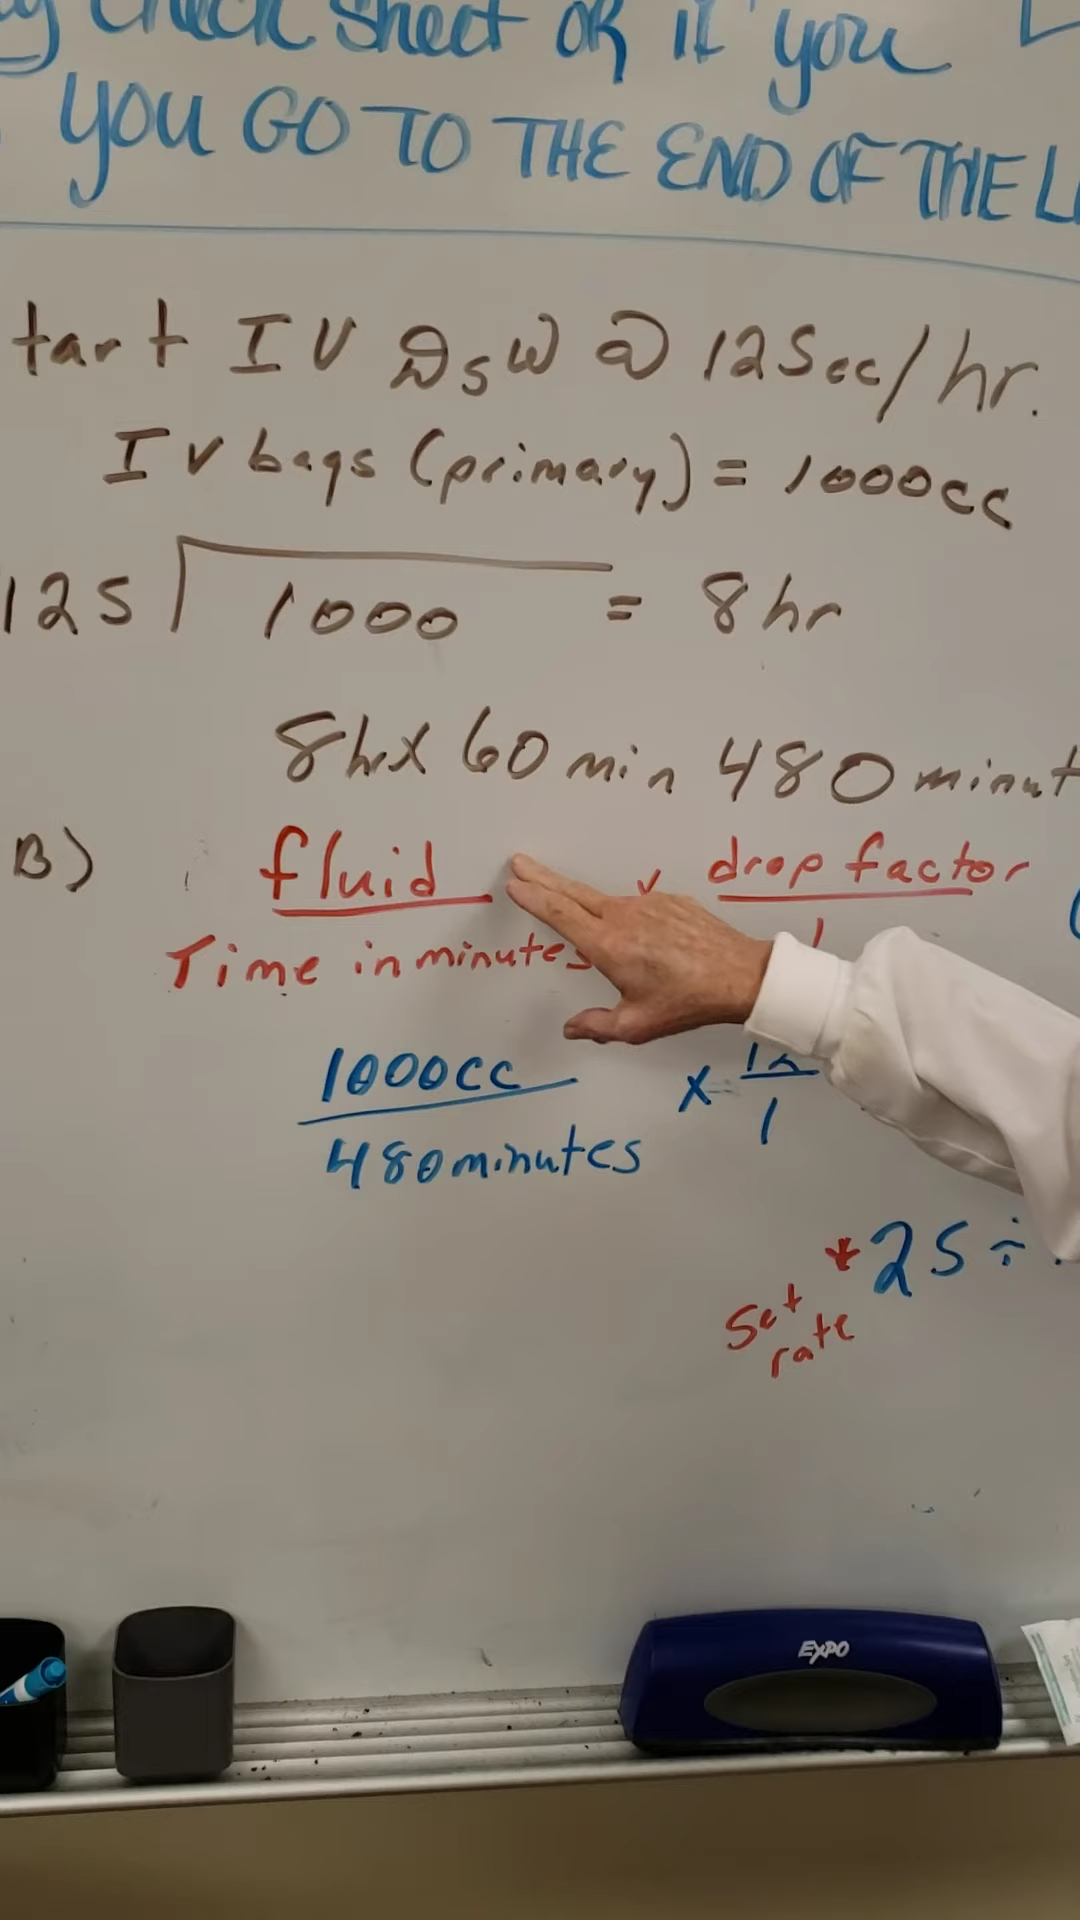 check sheet OR if you
YOU GO TO THE END OF THE
tart IV D5W @ 125cc/hr.
IV bags (primary) = 1000cc
125 1000 = 8hr
8hr x 60 min 480 minut
B) fluid x drop factor
Time in minutes 1
1000cc x 12
480minutes 1
* 25 ÷
Set
rate
EXPO